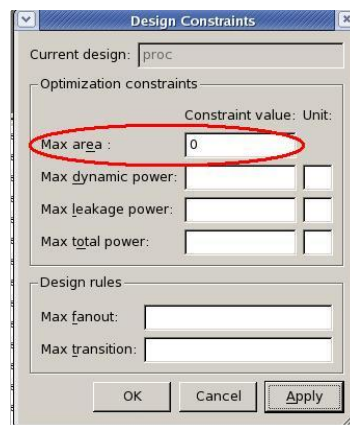 Design Constraints
Current design: proc
Optimization constraints
Constraint value: Unit:
Max area : 0
Max dynamic power:
Max leakage power:
Max total power:
Design rules
Max fanout:
Max transition:
OK Cancel Apply